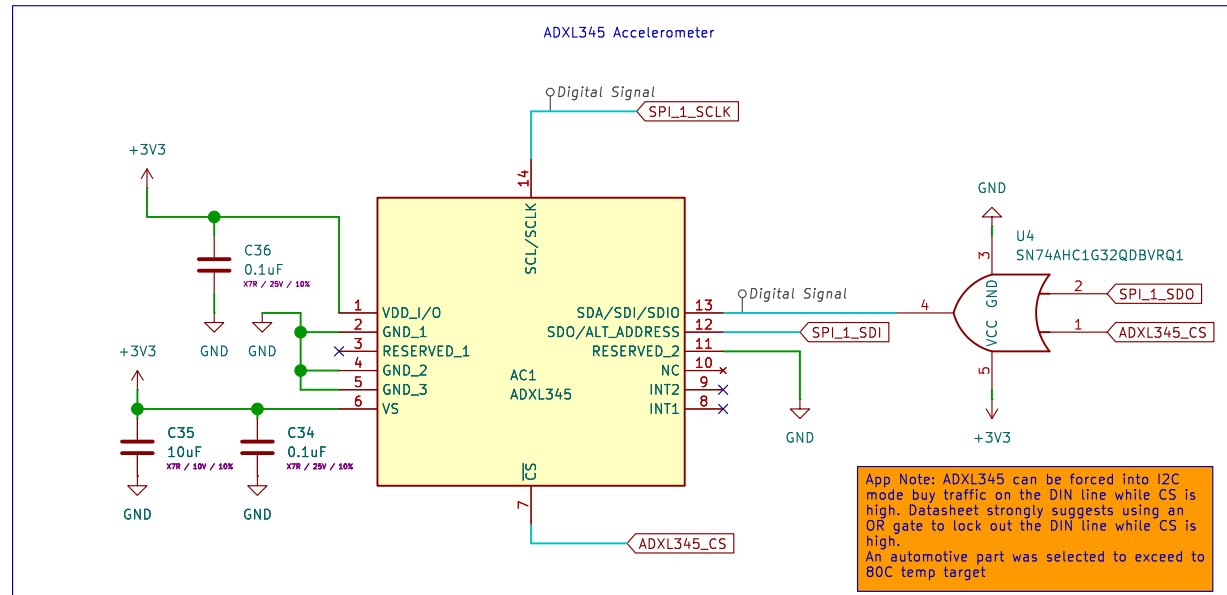 ADXL345 Accelerometer
Digital Signal
SPI_1_SCLK
+3V3
14
SCL/SCLK
C36
0.1uF
X7R / 25V / 10%
GND
GND
+3V3
C35
10uF
X7R / 10V / 10%
GND
C34
0.1uF
X7R / 25V / 10%
GND
1 VDD_I/O
2 GND_1
3 RESERVED_1
4 GND_2
5 GND_3
6 VS
AC1
ADXL345
SDA/SDI/SDIO 13
SDO/ALT_ADDRESS 12
RESERVED_2 11
NC 10
INT2 9
INT1 8
CS
7
ADXL345_CS
Digital Signal
SPI_1_SDI
GND
GND
3
U4
SN74AHC1G32QDBVRQ1
4
GND
VCC
2
SPI_1_SDO
1
ADXL345_CS
5
+3V3
App Note: ADXL345 can be forced into I2C
mode buy traffic on the DIN line while CS is
high. Datasheet strongly suggests using an
OR gate to lock out the DIN line while CS is
high.
An automotive part was selected to exceed to
80C temp target